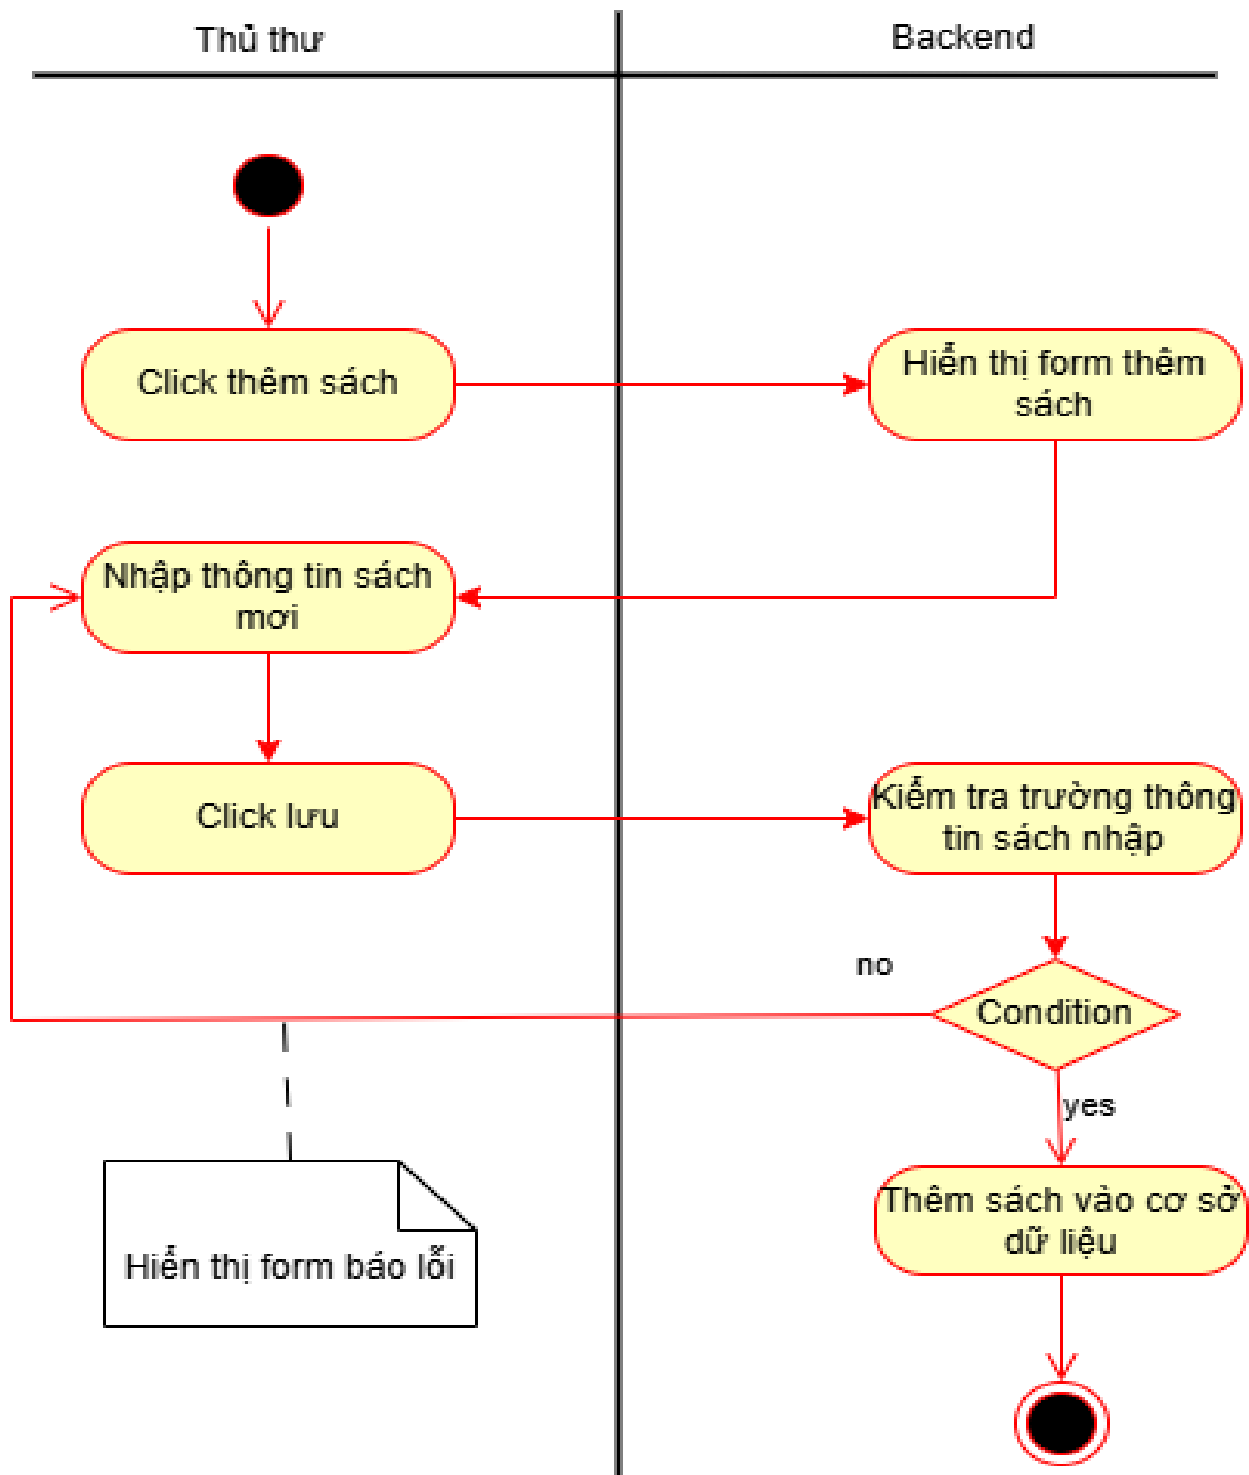 Thủ thư
Backend
Click thêm sách
Hiển thị form thêm
sách
Nhập thông tin sách
mơi
Click lưu
Kiểm tra trường thông
tin sách nhập
no
Condition
yes
Thêm sách vào cơ sở
dữ liệu
Hiển thị form báo lỗi